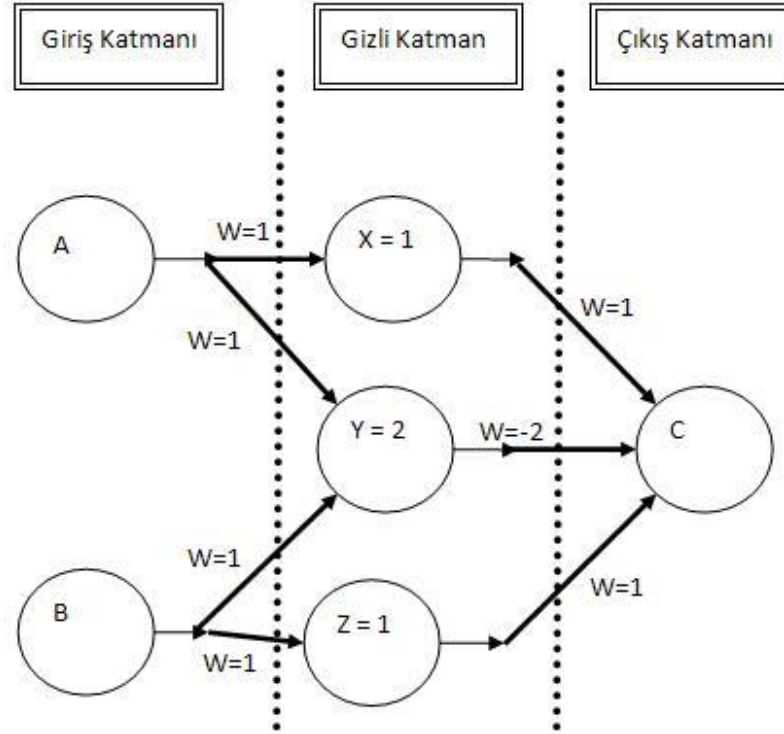 Giriş Katmanı
Gizli Katman
Çıkış Katmanı
A
W=1
X = 1
W=1
W=1
Y = 2
W=-2
C
W=1
B
W=1
Z = 1
W=1